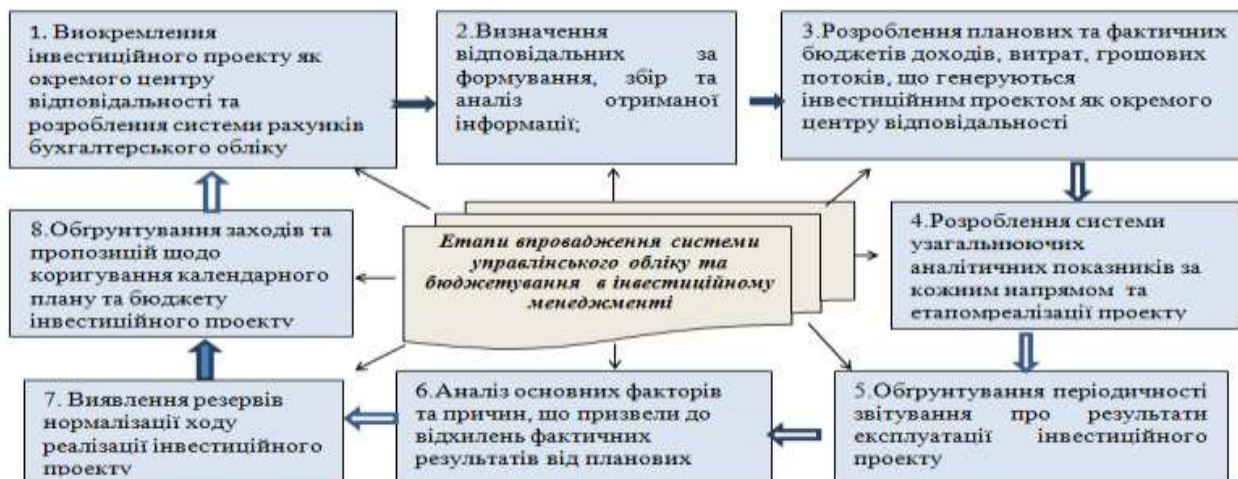 1. Виокремлення
інвестиційного проекту як
окремого центру
відповідальності та
розроблення системи рахунків
бухгалтерського обліку
2.Визначення
відповідальних за
формування, збір та
аналіз отриманої
інформації;
3.Розроблення планових та фактичних
бюджетів доходів, витрат, грошових
потоків, що генеруються
інвестиційним проектом як окремого
центру відповідальності
8.Обґрунтування заходів та
пропозицій щодо
коригування календарного
плану та бюджету
інвестиційного проекту
Етапи впровадження системи
управлінського обліку та
бюджетування в інвестиційному
менеджменті
4.Розроблення системи
узагальнюючих
аналітичних показників за
кожним напрямом та
етапомреалізації проекту
7. Виявлення резервів
нормалізації ходу
реалізації інвестиційного
проекту
6.Аналіз основних факторів
та причин, що призвели до
відхилень фактичних
результатів від планових
5.Обґрунтування періодичності
звітування про результати
експлуатації інвестиційного
проекту